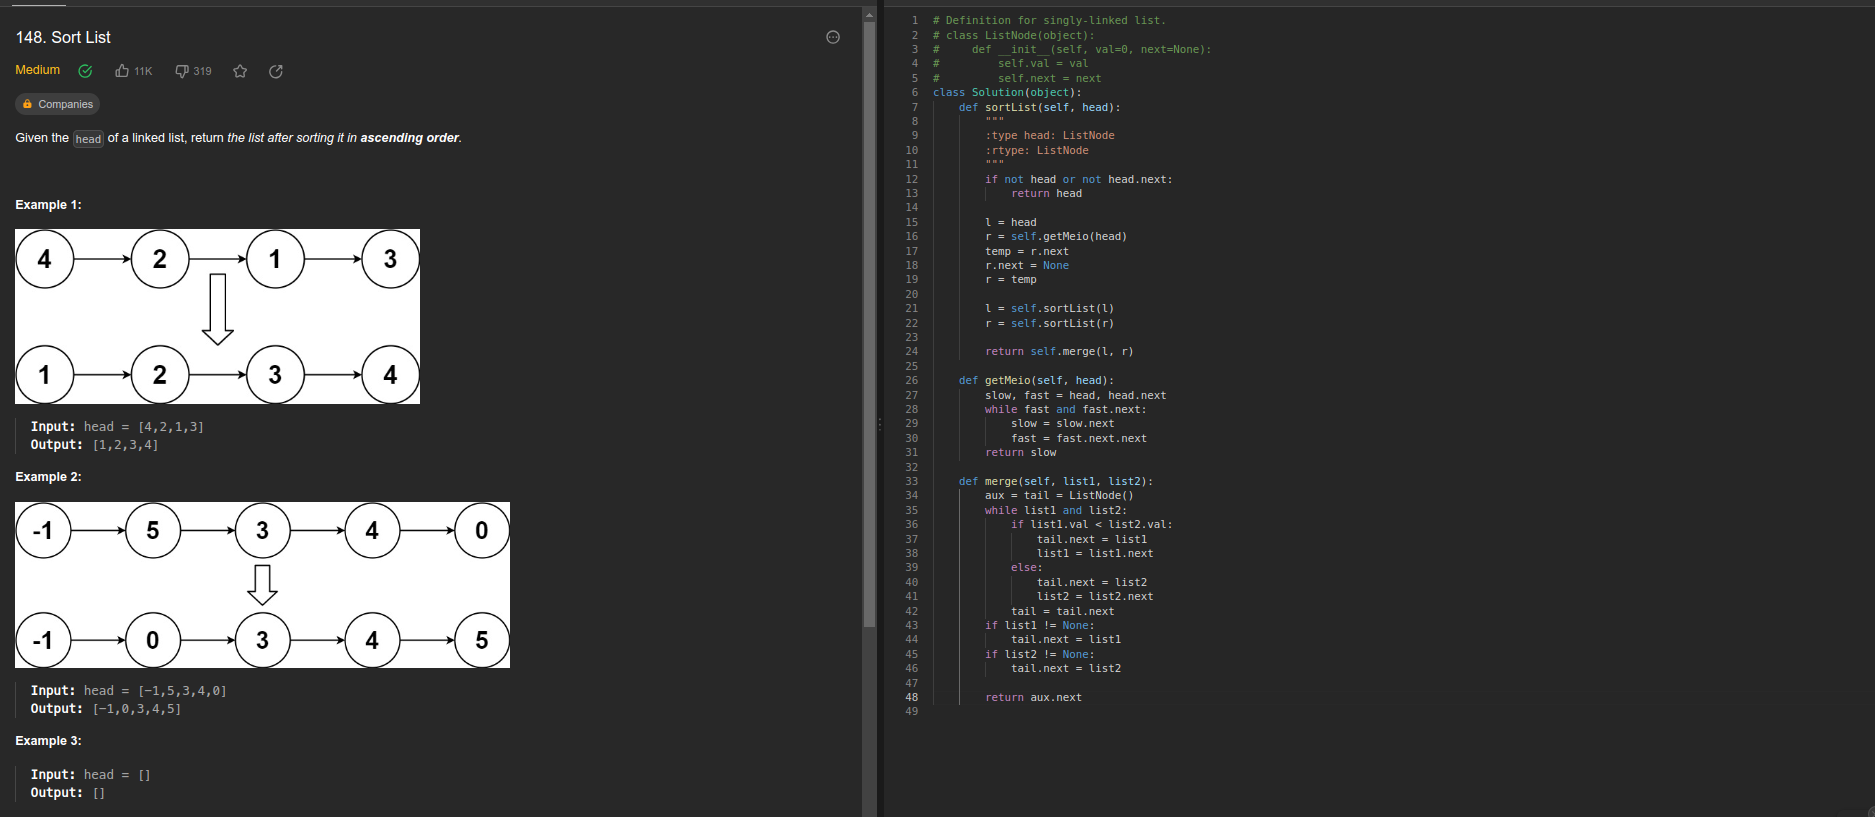 148. Sort List
Medium 11K 319
Companies
Given the head of a linked list, return the list after sorting it in ascending order.
Example 1:
4 2 1 3
1 2 3 4
Input: head = [4,2,1,3]
Output: [1,2,3,4]
Example 2:
-1 5 3 4 0
-1 0 3 4 5
Input: head = [-1,5,3,4,0]
Output: [-1,0,3,4,5]
Example 3:
Input: head = []
Output: []
1 # Definition for singly-linked list.
2 # class ListNode(object):
3 #     def __init__(self, val=0, next=None):
4 #         self.val = val
5 #         self.next = next
6 class Solution(object):
7     def sortList(self, head):
8         """
9         :type head: ListNode
10         :rtype: ListNode
11         """
12         if not head or not head.next:
13             return head
14
15         l = head
16         r = self.getMeio(head)
17         temp = r.next
18         r.next = None
19         r = temp
20
21         l = self.sortList(l)
22         r = self.sortList(r)
23
24         return self.merge(l, r)
25
26     def getMeio(self, head):
27         slow, fast = head, head.next
28         while fast and fast.next:
29             slow = slow.next
30             fast = fast.next.next
31         return slow
32
33     def merge(self, list1, list2):
34         aux = tail = ListNode()
35         while list1 and list2:
36             if list1.val < list2.val:
37                 tail.next = list1
38                 list1 = list1.next
39             else:
40                 tail.next = list2
41                 list2 = list2.next
42             tail = tail.next
43         if list1 != None:
44             tail.next = list1
45         if list2 != None:
46             tail.next = list2
47
48         return aux.next
49